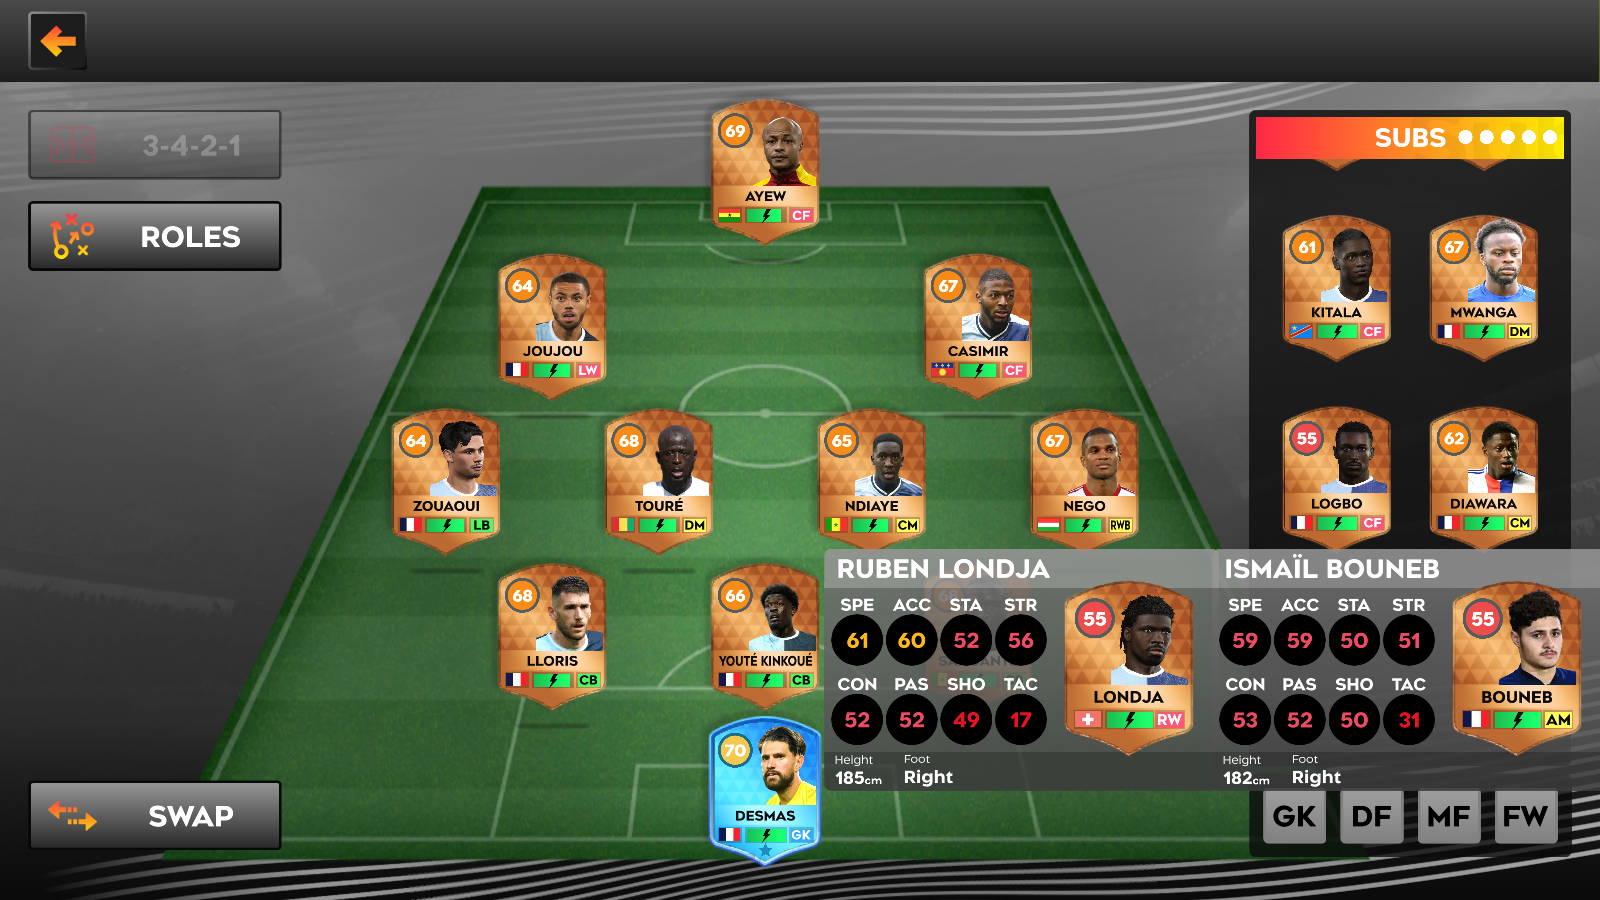 3-4-2-1
ROLES
SWAP
69
AYEW
CF
64
JOUJOU
LW
67
CASIMIR
CF
64
ZOUAOUI
LB
68
TOURÉ
DM
65
NDIAYE
CM
67
NEGO
RWB
68
LLORIS
CB
66
YOUTÉ KINKOUÉ
CB
68
70
DESMAS
GK
SUBS
61
KITALA
CF
67
MWANGA
DM
55
LOGBO
CF
62
DIAWARA
CM
RUBEN LONDJA
SPE ACC STA STR
61 60 52 56
CON PAS SHO TAC
52 52 49 17
Height Foot
185cm Right
55
LONDJA
RW
ISMAÏL BOUNEB
SPE ACC STA STR
59 59 50 51
CON PAS SHO TAC
53 52 50 31
Height Foot
182cm Right
55
BOUNEB
AM
GK DF MF FW